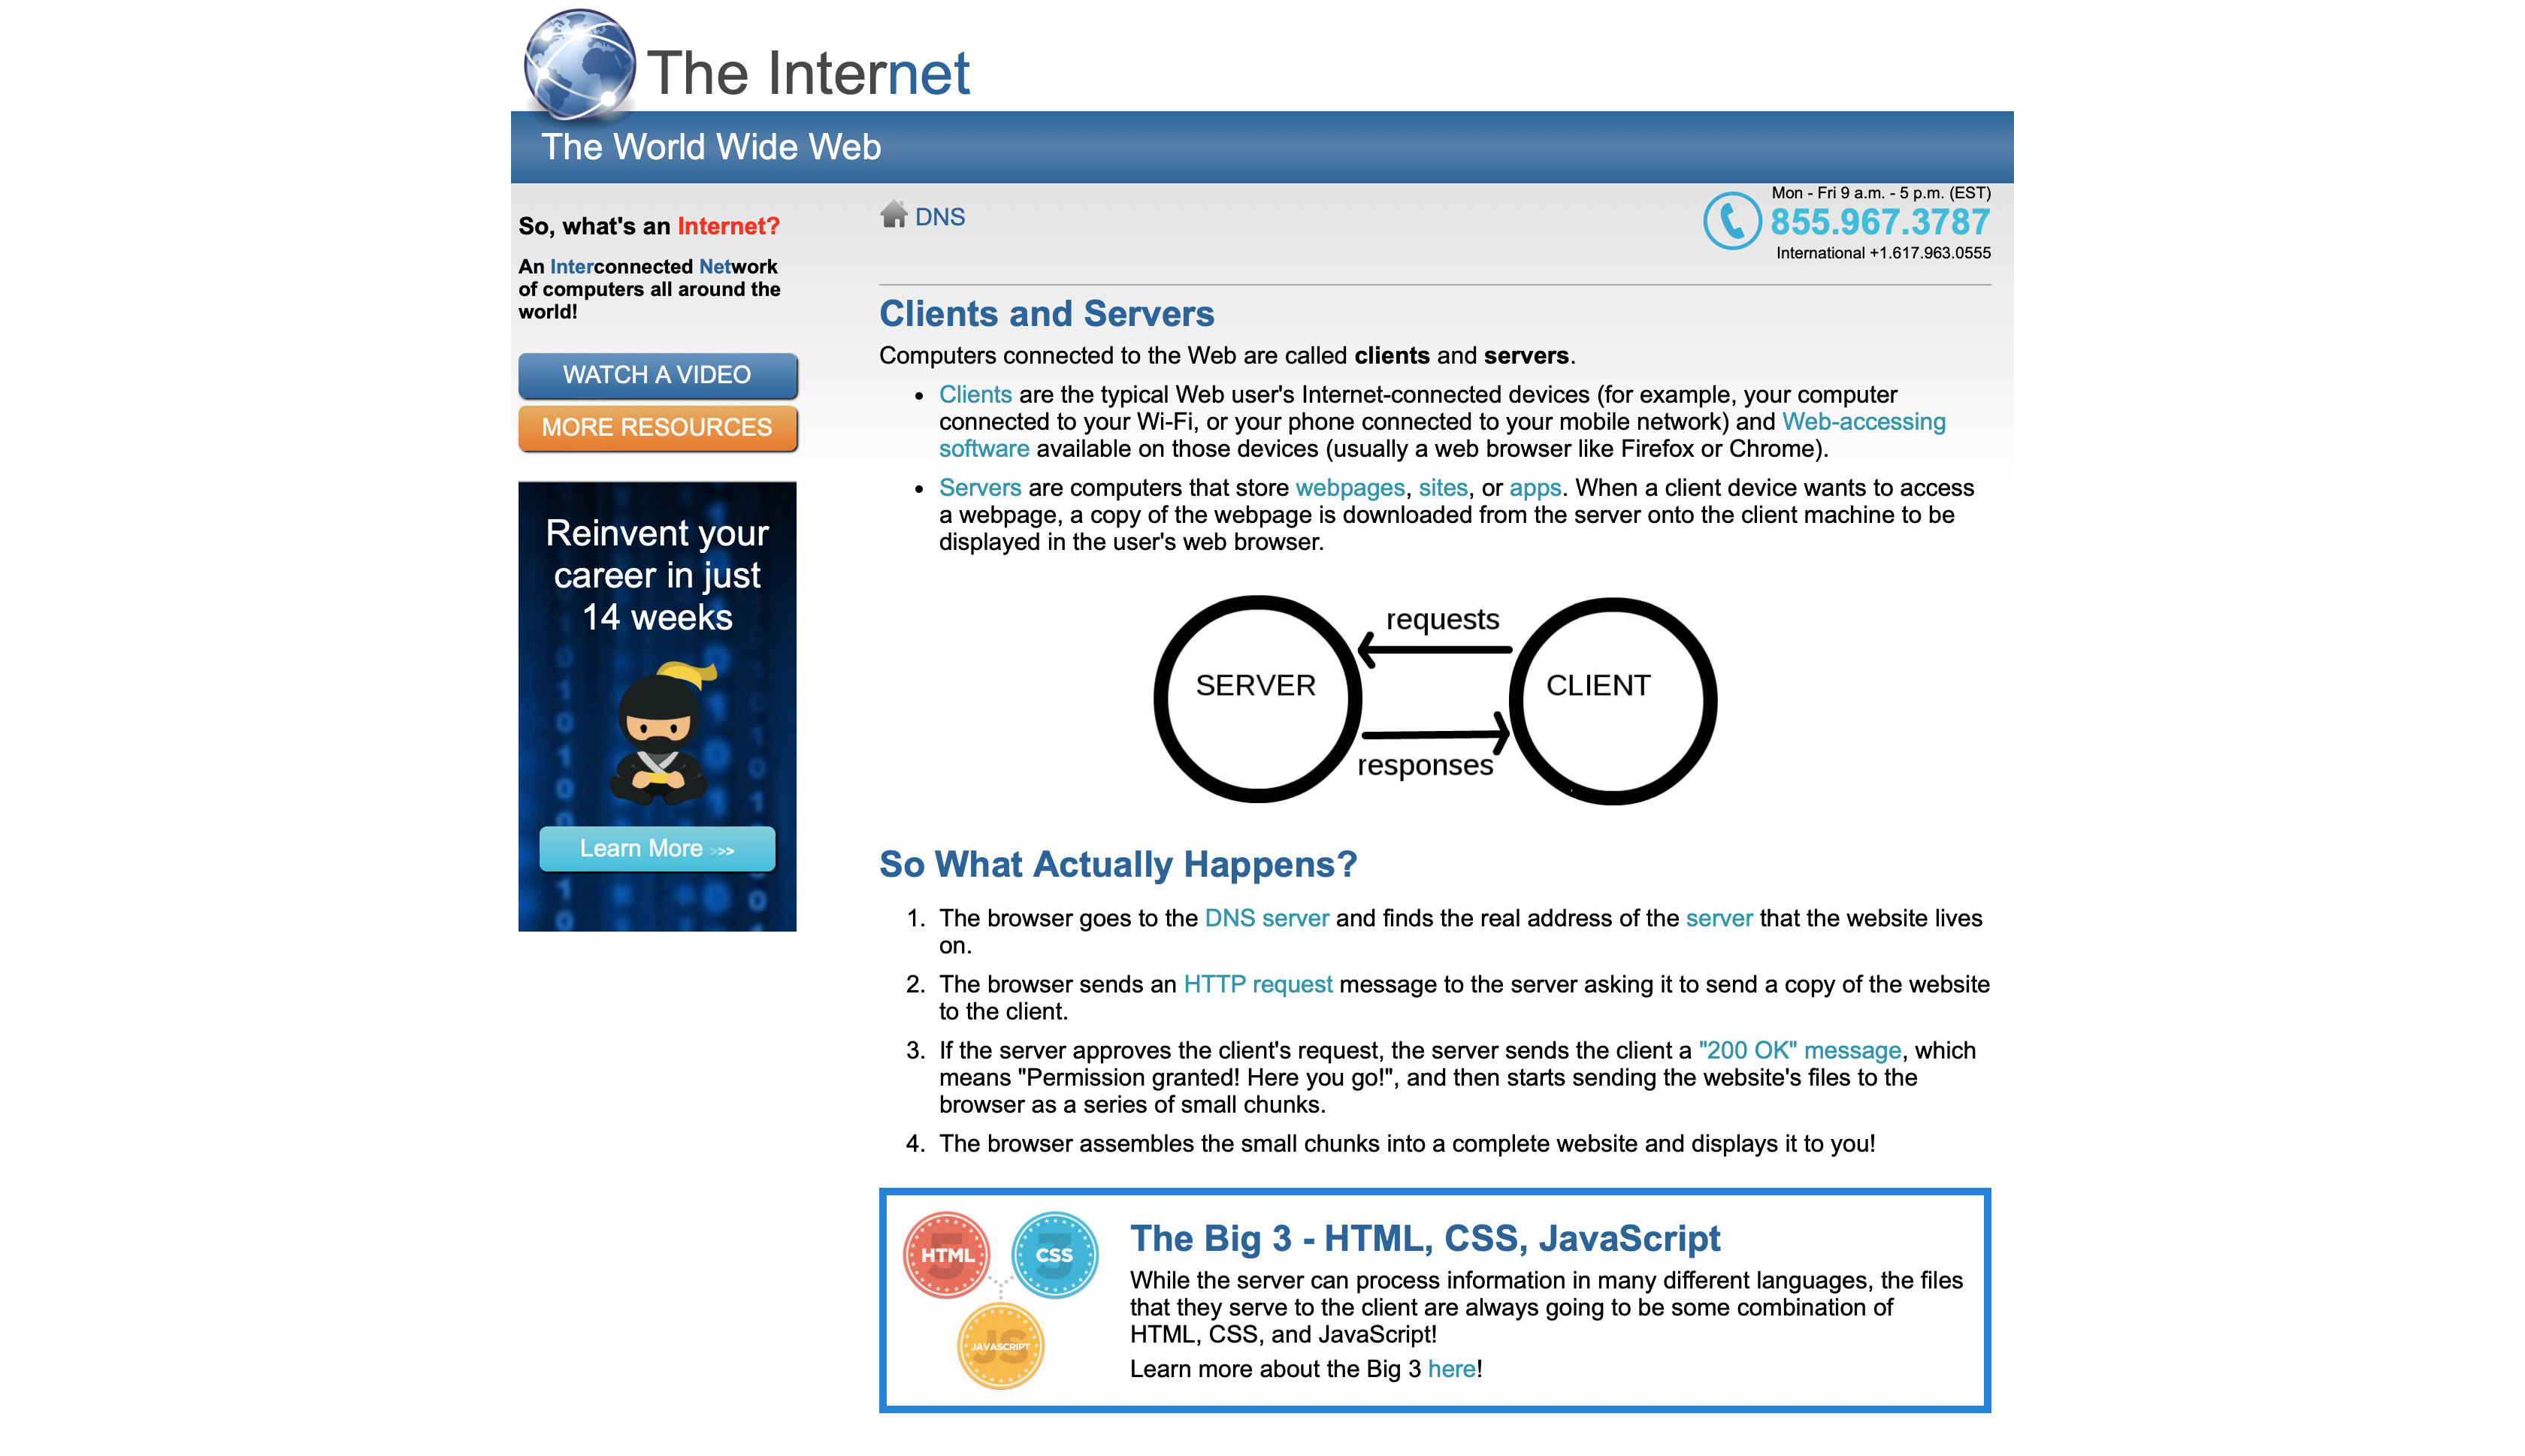 The Internet
The World Wide Web
So, what's an Internet?
An Interconnected Network
of computers all around the
world!
WATCH A VIDEO
MORE RESOURCES
Reinvent your
career in just
14 weeks
Learn More >>>
DNS
Mon - Fri 9 a.m. - 5 p.m. (EST)
855.967.3787
International +1.617.963.0555
Clients and Servers
Computers connected to the Web are called clients and servers.
• Clients are the typical Web user's Internet-connected devices (for example, your computer
connected to your Wi-Fi, or your phone connected to your mobile network) and Web-accessing
software available on those devices (usually a web browser like Firefox or Chrome).
• Servers are computers that store webpages, sites, or apps. When a client device wants to access
a webpage, a copy of the webpage is downloaded from the server onto the client machine to be
displayed in the user's web browser.
requests
SERVER
CLIENT
responses
So What Actually Happens?
1. The browser goes to the DNS server and finds the real address of the server that the website lives
on.
2. The browser sends an HTTP request message to the server asking it to send a copy of the website
to the client.
3. If the server approves the client's request, the server sends the client a "200 OK" message, which
means "Permission granted! Here you go!", and then starts sending the website's files to the
browser as a series of small chunks.
4. The browser assembles the small chunks into a complete website and displays it to you!
HTML 5
CSS 3
JS JAVASCRIPT
The Big 3 - HTML, CSS, JavaScript
While the server can process information in many different languages, the files
that they serve to the client are always going to be some combination of
HTML, CSS, and JavaScript!
Learn more about the Big 3 here!